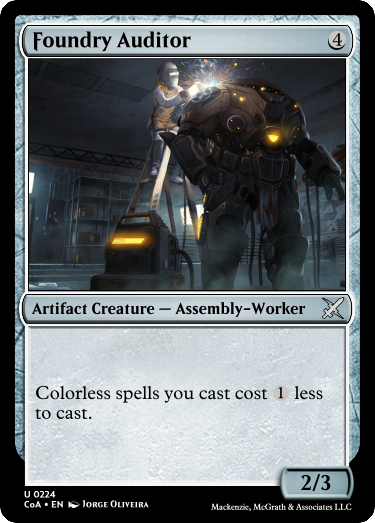 Foundry Auditor 4
Artifact Creature — Assembly-Worker
Colorless spells you cast cost 1 less
to cast.
2/3
U 0224
CoA • EN Jorge Oliveira
Mackenzie, McGrath & Associates LLC